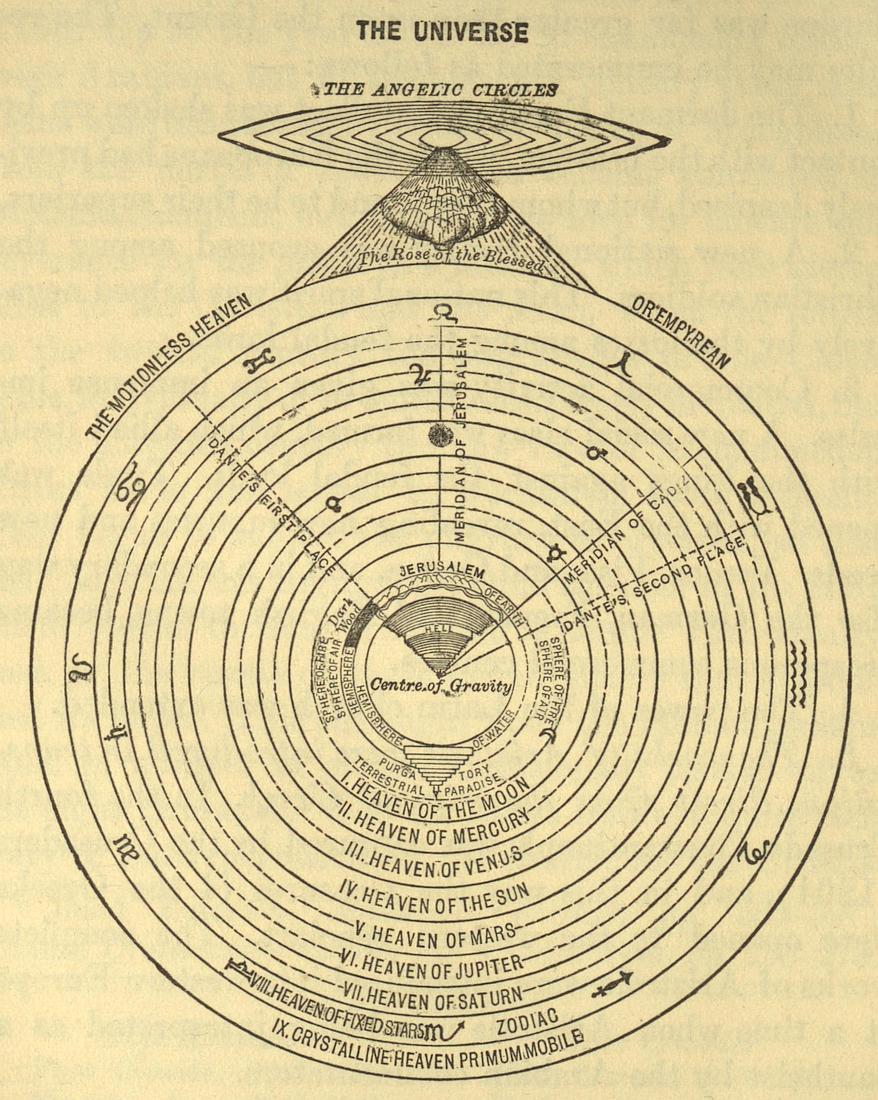 THE UNIVERSE
THE ANGELIC CIRCLES
The Rose of the Blessed
THE MOTIONLESS HEAVEN
OR EMPYREAN
MERIDIAN OF JERUSALEM
DANTE'S FIRST PLACE
MERIDIAN OF CADIZ
DANTE'S SECOND PLACE
JERUSALEM
Dark
Wood
HEMISPHERE
OF EARTH
HELL
SPHERE OF FIRE
SPHERE OF AIR
SPHERE OF FIRE
SPHERE OF AIR
Centre of Gravity
HEMISPHERE
OF WATER
PURGA
TORY
TERRESTRIAL
PARADISE
I. HEAVEN OF THE MOON
II. HEAVEN OF MERCURY
III. HEAVEN OF VENUS
IV. HEAVEN OF THE SUN
V. HEAVEN OF MARS
VI. HEAVEN OF JUPITER
VII. HEAVEN OF SATURN
VIII. HEAVEN OF FIXED STARS
ZODIAC
IX. CRYSTALLINE HEAVEN PRIMUM MOBILE